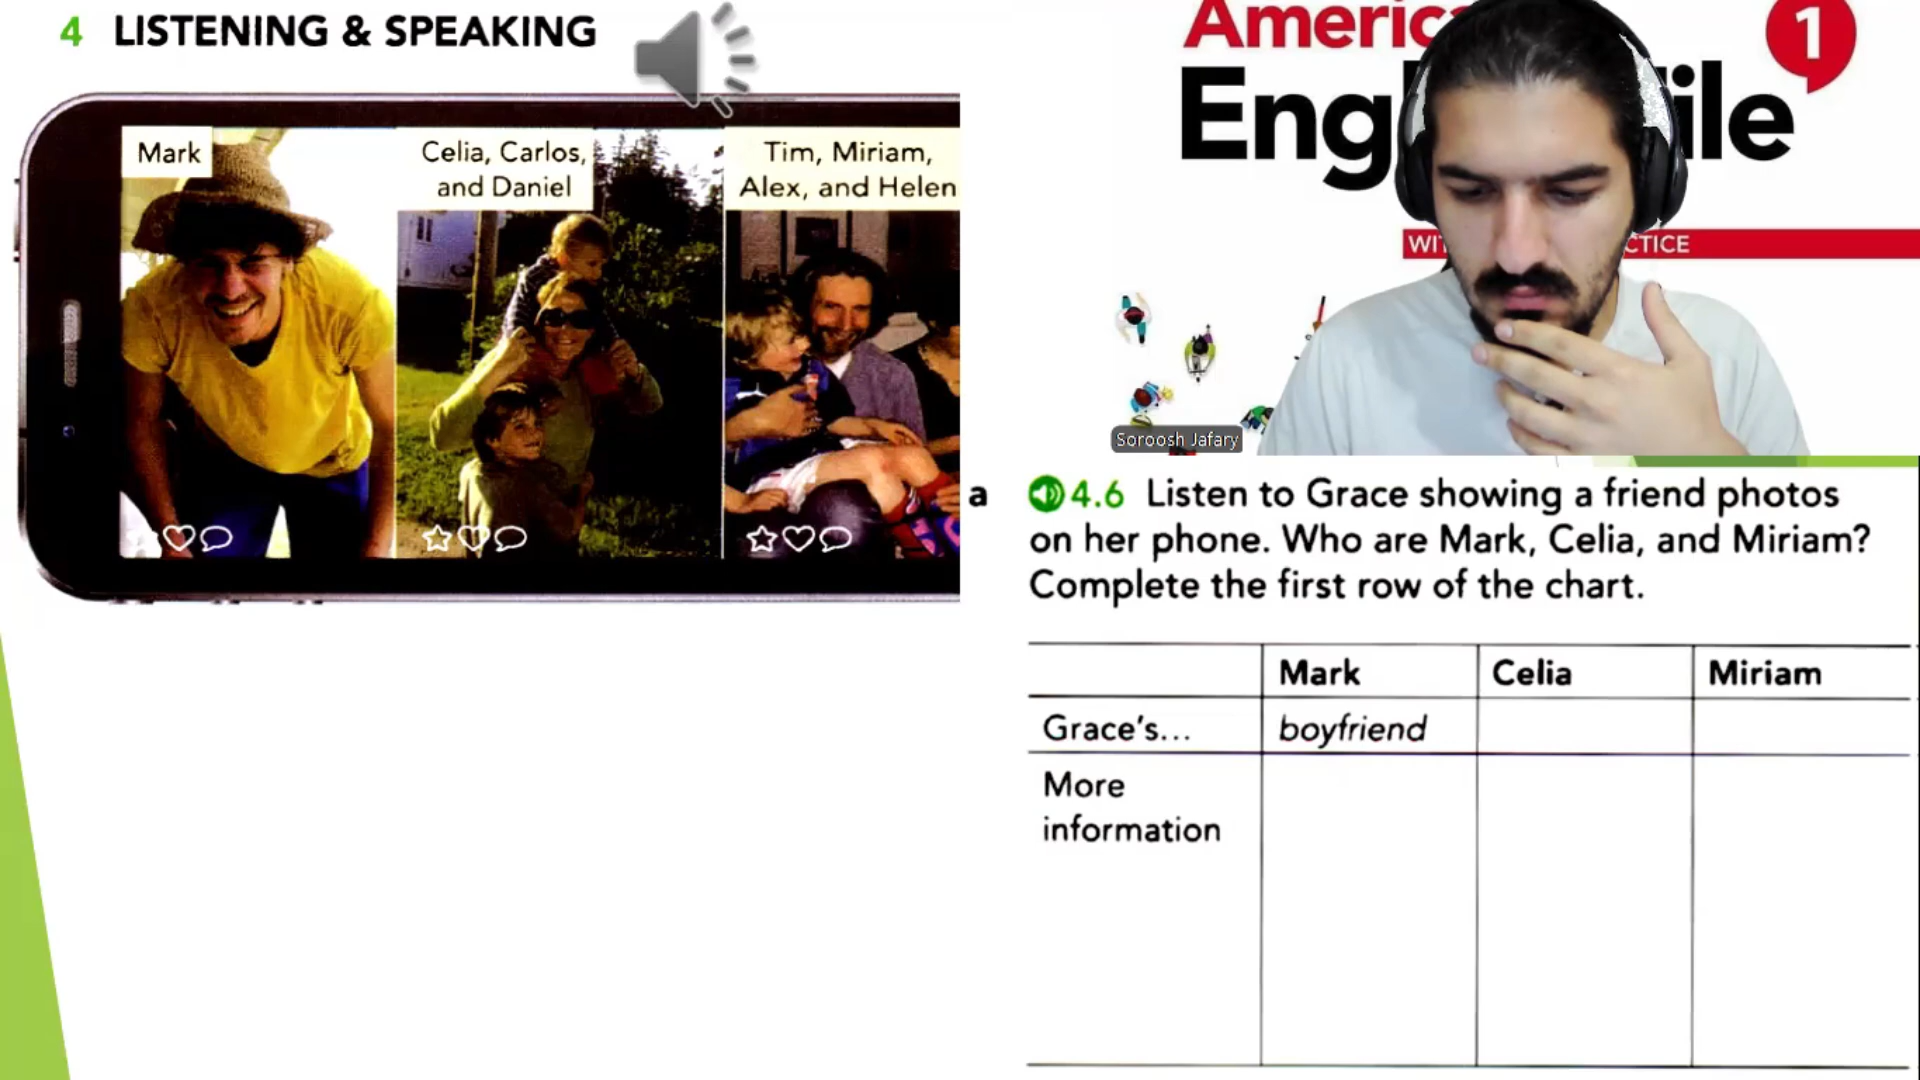 4 LISTENING & SPEAKING
Mark
Celia, Carlos,
and Daniel
Tim, Miriam,
Alex, and Helen
1
Soroosh Jafary
a 4.6 Listen to Grace showing a friend photos
on her phone. Who are Mark, Celia, and Miriam?
Complete the first row of the chart.
Mark Celia Miriam
Grace's... boyfriend
More
information